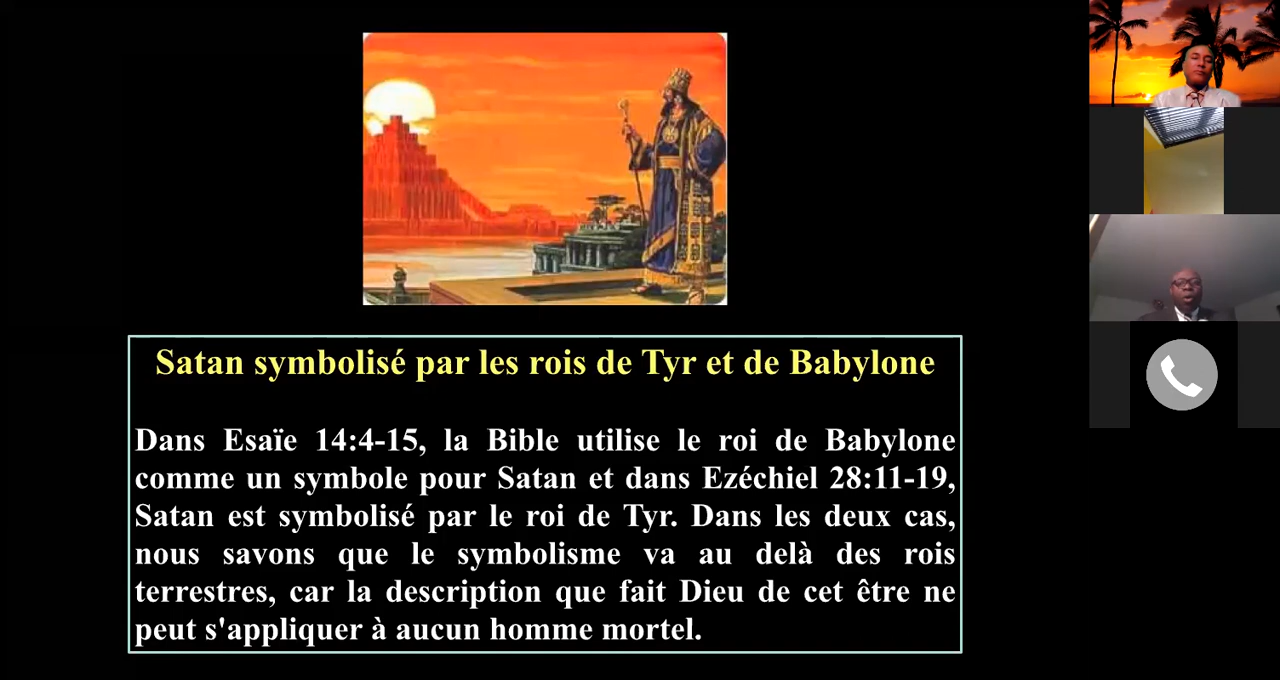 Satan symbolisé par les rois de Tyr et de Babylone
Dans Esaïe 14:4-15, la Bible utilise le roi de Babylone
comme un symbole pour Satan et dans Ezéchiel 28:11-19,
Satan est symbolisé par le roi de Tyr. Dans les deux cas,
nous savons que le symbolisme va au delà des rois
terrestres, car la description que fait Dieu de cet être ne
peut s'appliquer à aucun homme mortel.